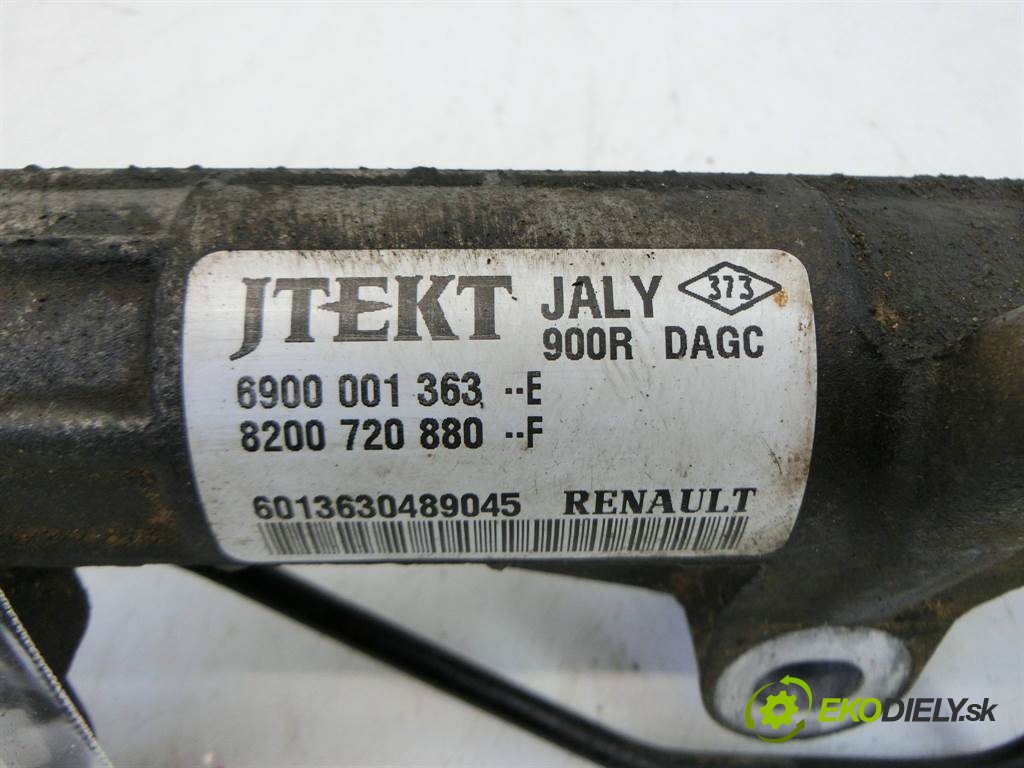 JTEKT JALY 373
900R DAGC
6900 001 363 --E
8200 720 880 --F
6013630489045 RENAULT
EKODIELY.sk